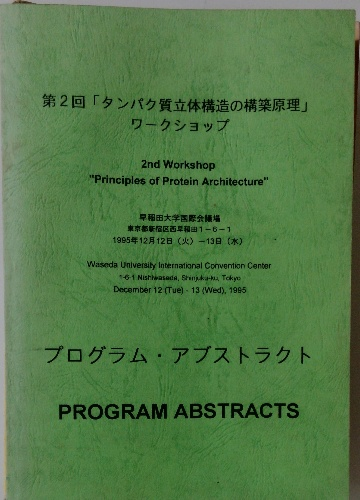 第2回「タンパク質立体構造の構築原理」
ワークショップ
2nd Workshop
"Principles of Protein Architecture"
早稲田大学国際会議場
東京都新宿区西早稲田1-6-1
1995年12月12日（火）-13日（水）
Waseda University International Convention Center
1-6-1 Nishiwaseda, Shinjuku-ku, Tokyo
December 12 (Tue) - 13 (Wed), 1995
プログラム・アブストラクト
PROGRAM ABSTRACTS